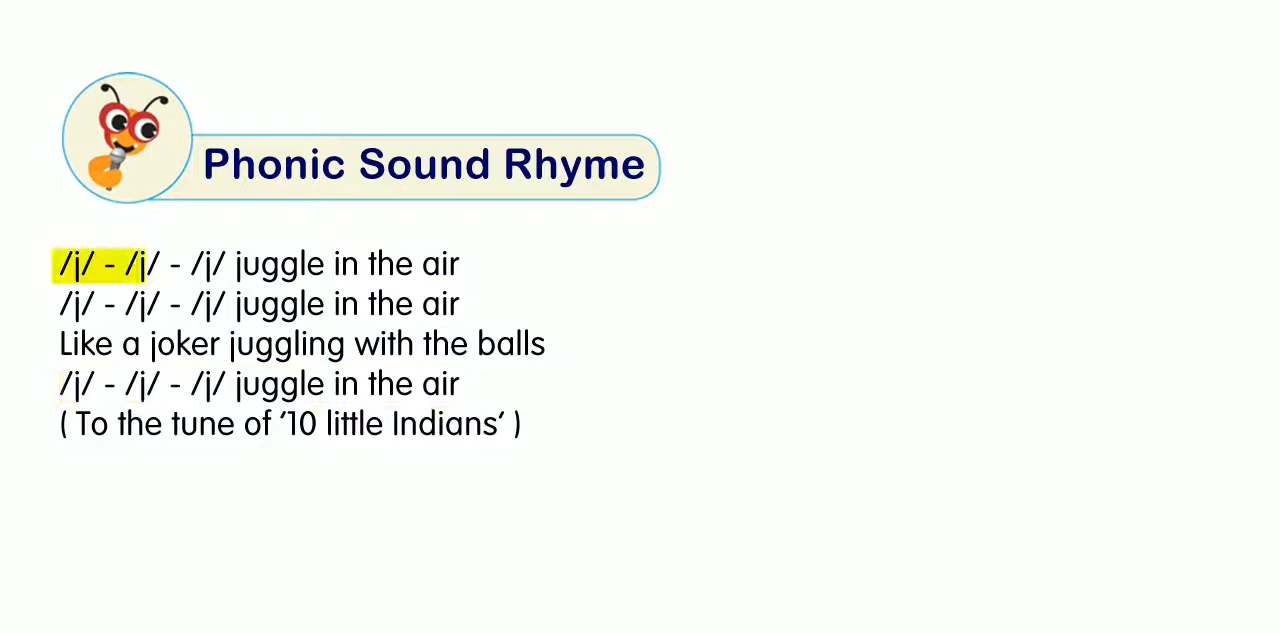 Phonic Sound Rhyme
/j/ - /j/ - /j/ juggle in the air
/j/ - /j/ - /j/ juggle in the air
Like a joker juggling with the balls
/j/ - /j/ - /j/ juggle in the air
( To the tune of ‘10 little Indians’ )